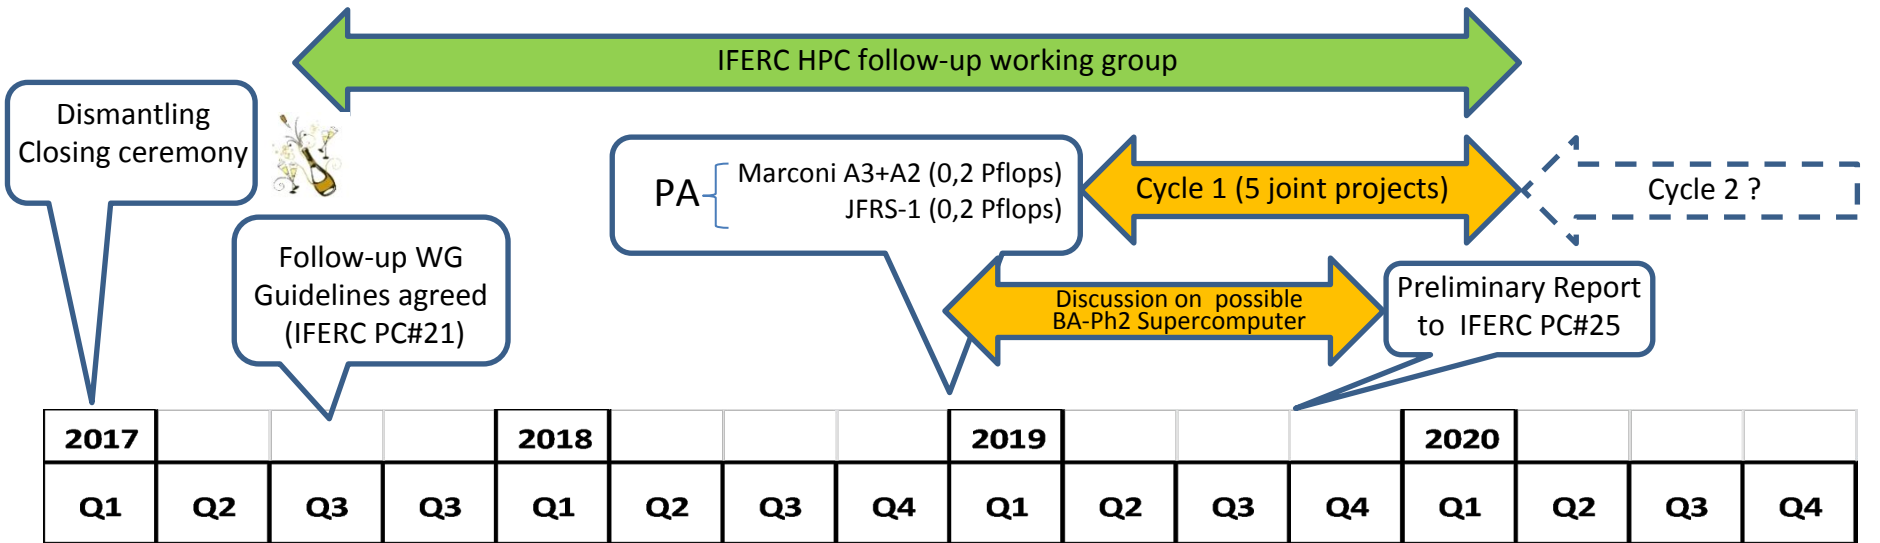 IFERC HPC follow-up working group
Dismantling
Closing ceremony
Follow-up WG
Guidelines agreed
(IFERC PC#21)
PA
Marconi A3+A2 (0,2 Pflops)
JFRS-1 (0,2 Pflops)
Cycle 1 (5 joint projects)
Cycle 2 ?
Discussion on possible
BA-Ph2 Supercomputer
Preliminary Report
to IFERC PC#25
2017 2018 2019 2020
Q1 Q2 Q3 Q3 Q1 Q2 Q3 Q4 Q1 Q2 Q3 Q4 Q1 Q2 Q3 Q4